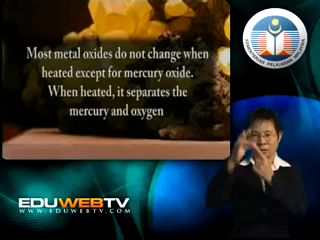 Most metal oxides do not change when
heated except for mercury oxide.
When heated, it separates the
mercury and oxygen
EDUWEBTV
WWW.EDUWEBTV.COM